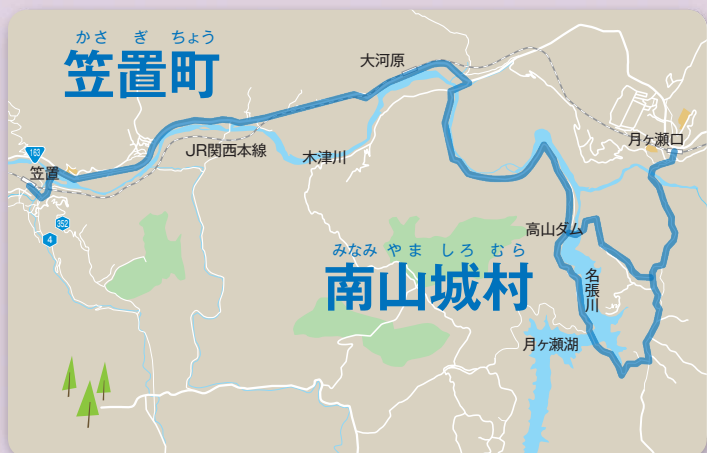 かさ ぎ ちょう
笠置町
大河原
163
笠置
JR関西本線
木津川
月ヶ瀬口
352
4
高山ダム
みなみ やま しろ むら
南山城村
名張川
月ヶ瀬湖